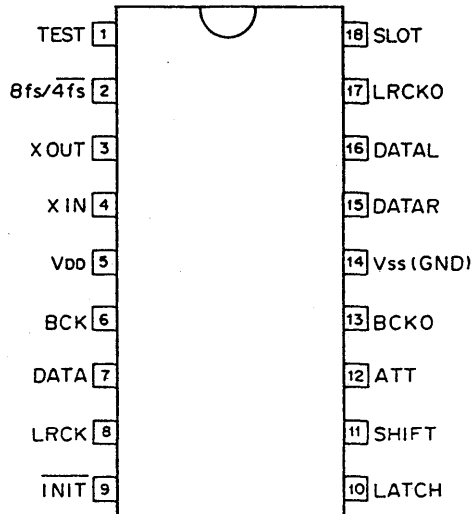 TEST 1 18 SLOT
8fs/4fs 2 17 LRCKO
XOUT 3 16 DATAL
XIN 4 15 DATAR
VDD 5 14 Vss(GND)
BCK 6 13 BCKO
DATA 7 12 ATT
LRCK 8 11 SHIFT
INIT 9 10 LATCH